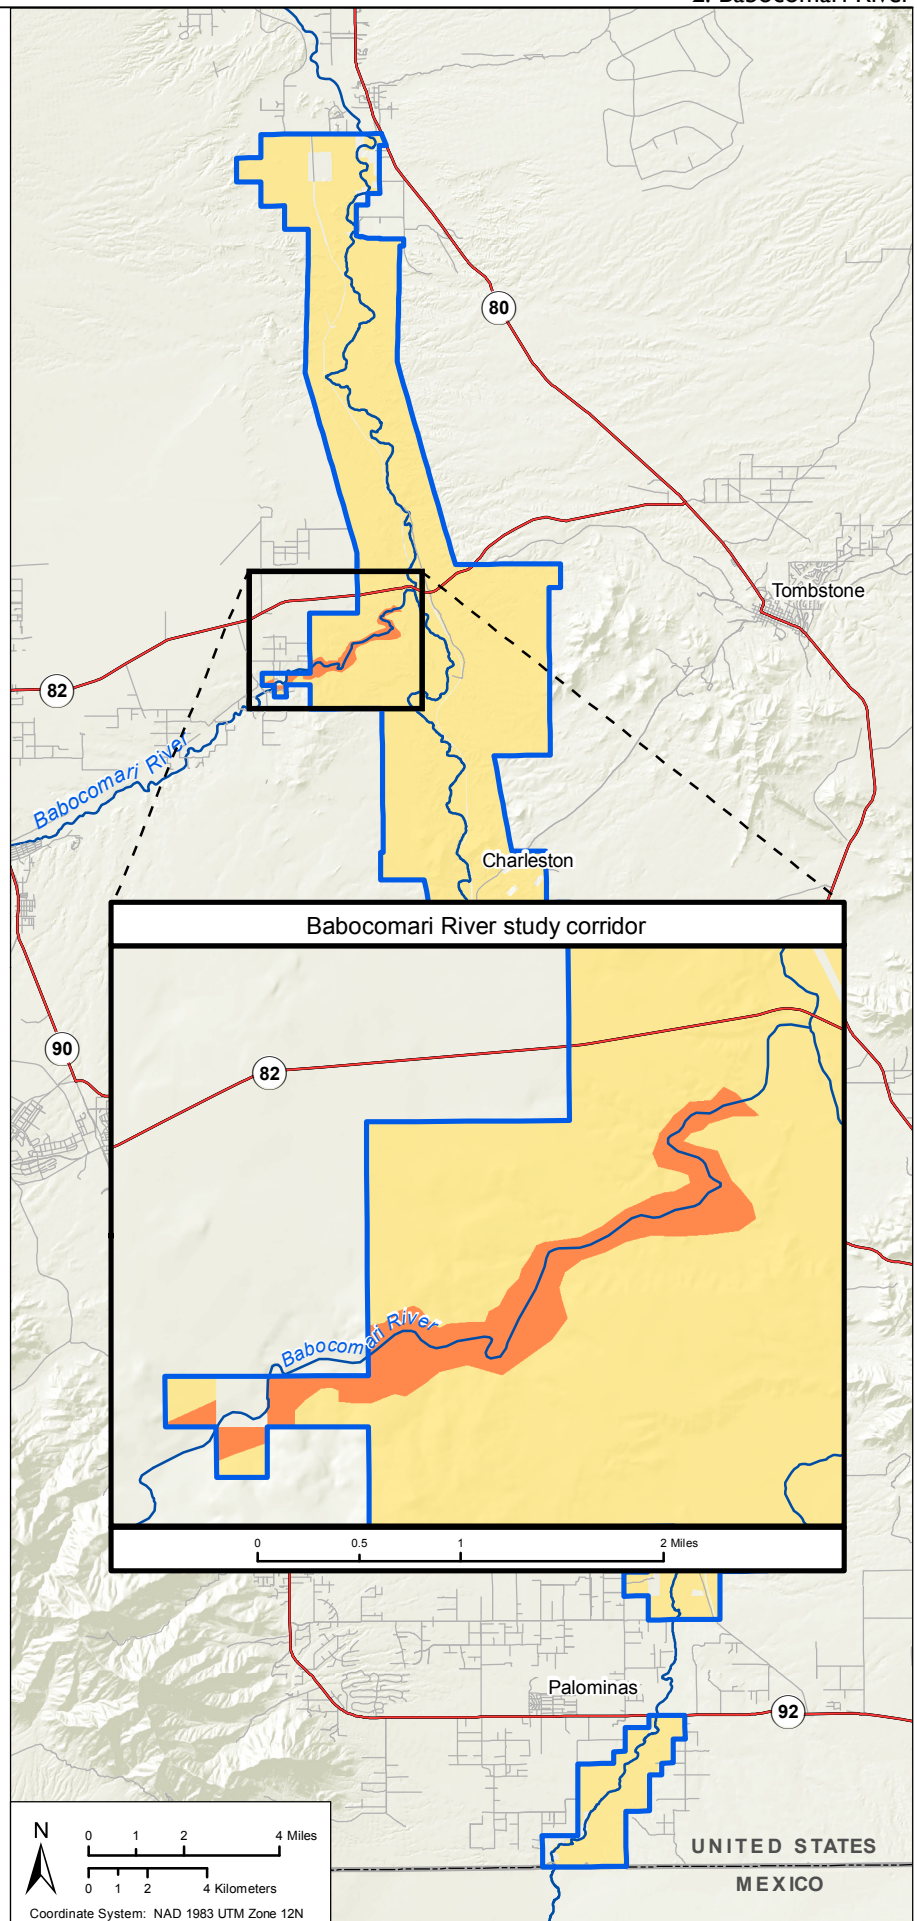 2. Babocomari River
80
Tombstone
82
Babocomari River
Charleston
Babocomari River study corridor
90
82
Babocomari River
0 0.5 1 2 Miles
Palominas
92
N
0 1 2 4 Miles
0 1 2 4 Kilometers
Coordinate System: NAD 1983 UTM Zone 12N
UNITED STATES
MEXICO